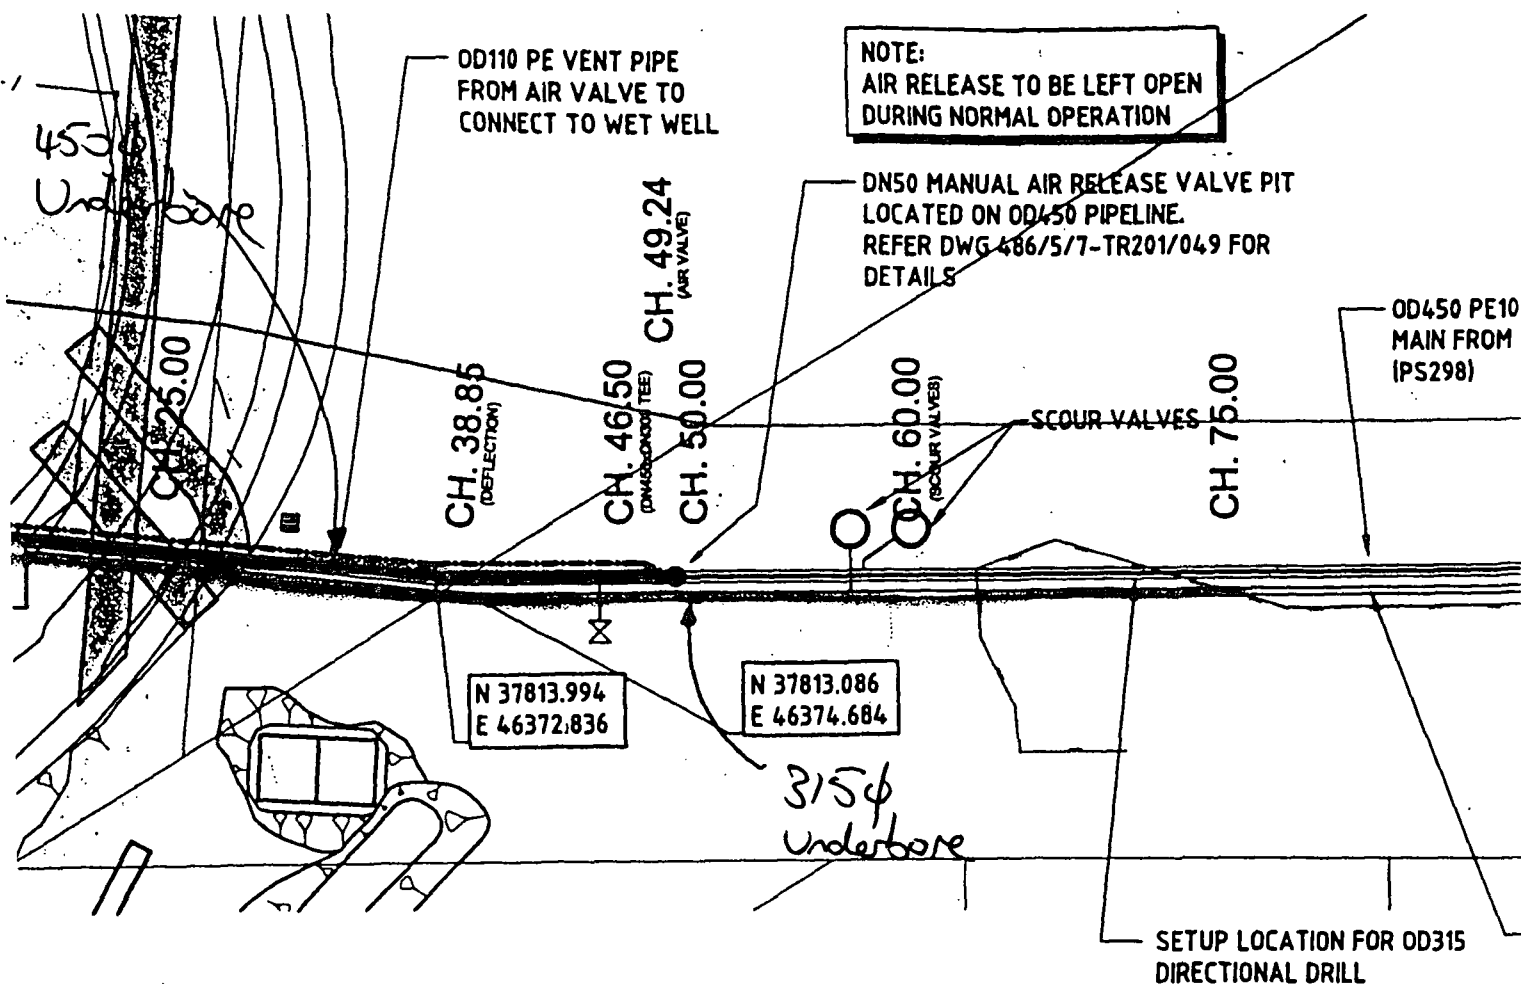 OD110 PE VENT PIPE
FROM AIR VALVE TO
CONNECT TO WET WELL
NOTE:
AIR RELEASE TO BE LEFT OPEN
DURING NORMAL OPERATION
450ϕ
Underbore
DN50 MANUAL AIR RELEASE VALVE PIT
LOCATED ON OD450 PIPELINE.
REFER DWG 486/5/7-TR201/049 FOR
DETAILS
OD450 PE10
MAIN FROM
(PS298)
CH. 25.00
CH. 38.85
(DEFLECTION)
CH. 46.50
(DN450xDN300 TEE)
CH. 49.24
(AIR VALVE)
CH. 50.00
CH. 60.00
(SCOUR VALVES)
SCOUR VALVES
CH. 75.00
N 37813.994
E 46372.836
N 37813.086
E 46374.684
315ϕ
Underbore
SETUP LOCATION FOR OD315
DIRECTIONAL DRILL